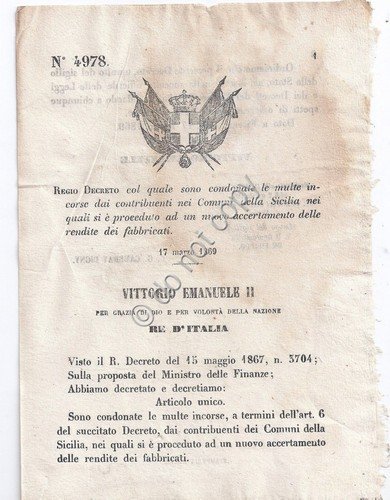 N° 4978.
1
REGIO DECRETO col quale sono condonate le multe in-
corse dai contribuenti nei Comuni della Sicilia nei
quali si è proceduto ad un nuovo accertamento delle
rendite dei fabbricati.
17 marzo 1869
VITTORIO EMANUELE II
PER GRAZIA DI DIO E PER VOLONTÀ DELLA NAZIONE
RE D'ITALIA
Visto il R. Decreto del 15 maggio 1867, n. 3704;
Sulla proposta del Ministro delle Finanze;
Abbiamo decretato e decretiamo:
Articolo unico.
Sono condonate le multe incorse, a termini dell'art. 6
del succitato Decreto, dai contribuenti dei Comuni della
Sicilia, nei quali si è proceduto ad un nuovo accertamento
delle rendite dei fabbricati.
do not copy